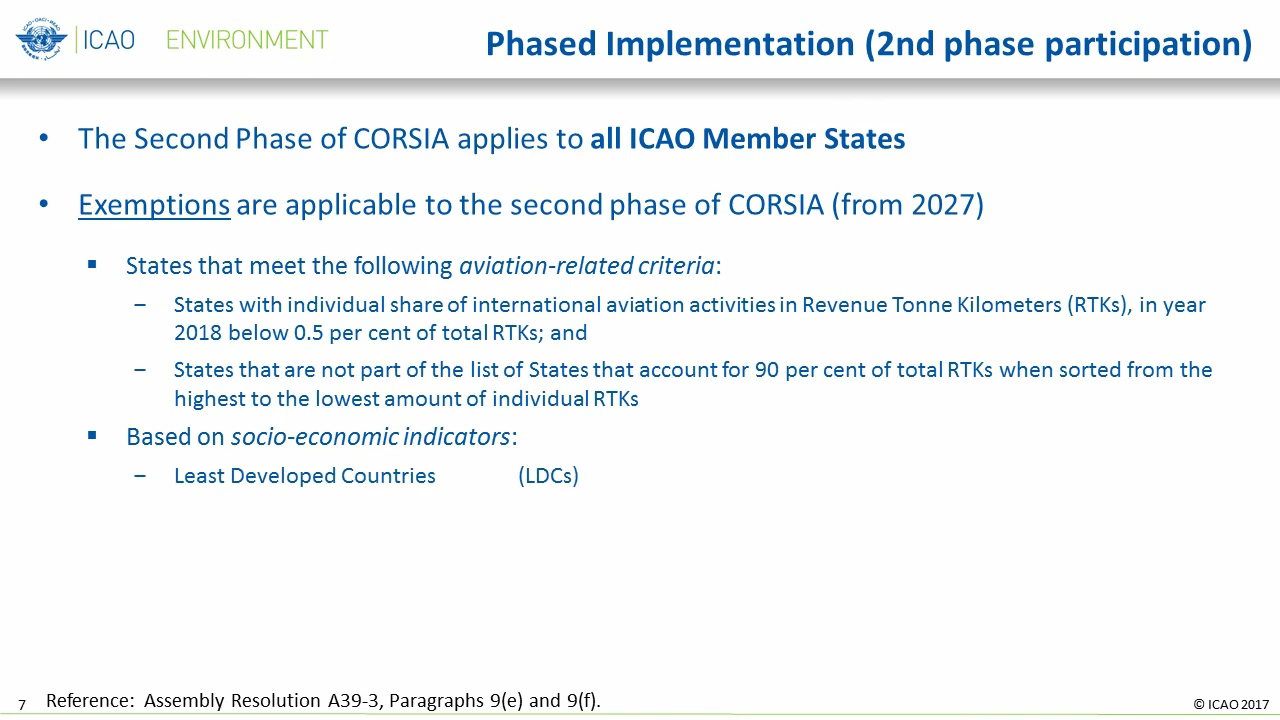 ICAO ENVIRONMENT
Phased Implementation (2nd phase participation)
• The Second Phase of CORSIA applies to all ICAO Member States
• Exemptions are applicable to the second phase of CORSIA (from 2027)
▪ States that meet the following aviation-related criteria:
– States with individual share of international aviation activities in Revenue Tonne Kilometers (RTKs), in year
2018 below 0.5 per cent of total RTKs; and
– States that are not part of the list of States that account for 90 per cent of total RTKs when sorted from the
highest to the lowest amount of individual RTKs
▪ Based on socio-economic indicators:
– Least Developed Countries (LDCs)
7 Reference: Assembly Resolution A39-3, Paragraphs 9(e) and 9(f).
© ICAO 2017